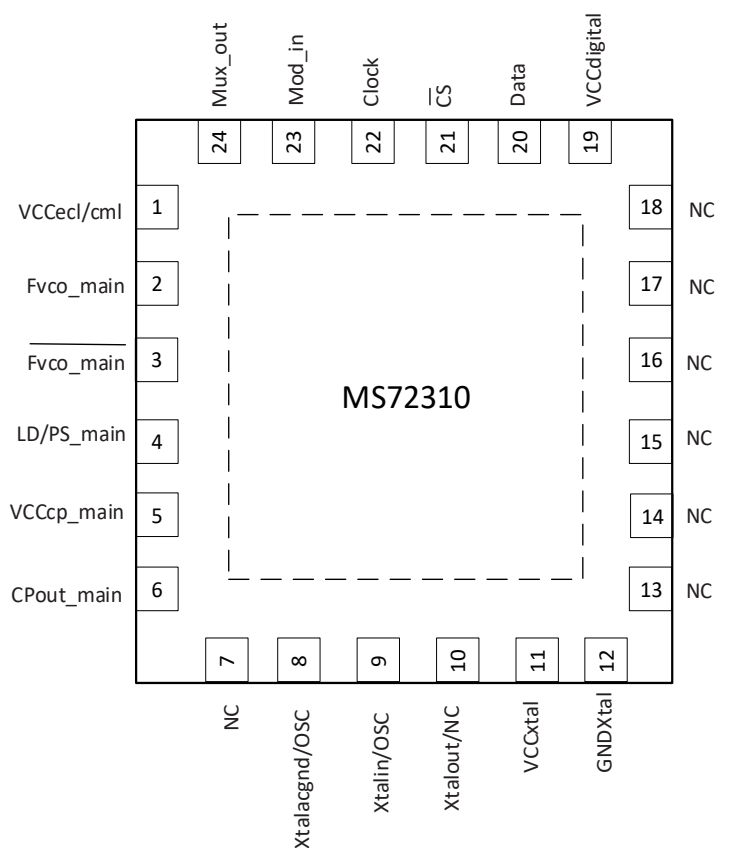 Mux_out
Mod_in
Clock
C̅S̅
Data
VCCdigital
24
23
22
21
20
19
VCCecl/cml
1
18
NC
Fvco_main
2
17
NC
F̅v̅c̅o̅_̅m̅a̅i̅n̅
3
16
NC
MS72310
LD/PS_main
4
15
NC
VCCcp_main
5
14
NC
CPout_main
6
13
NC
7
8
9
10
11
12
NC
Xtalacgnd/OSC
Xtalin/OSC
Xtalout/NC
VCCxtal
GNDXtal